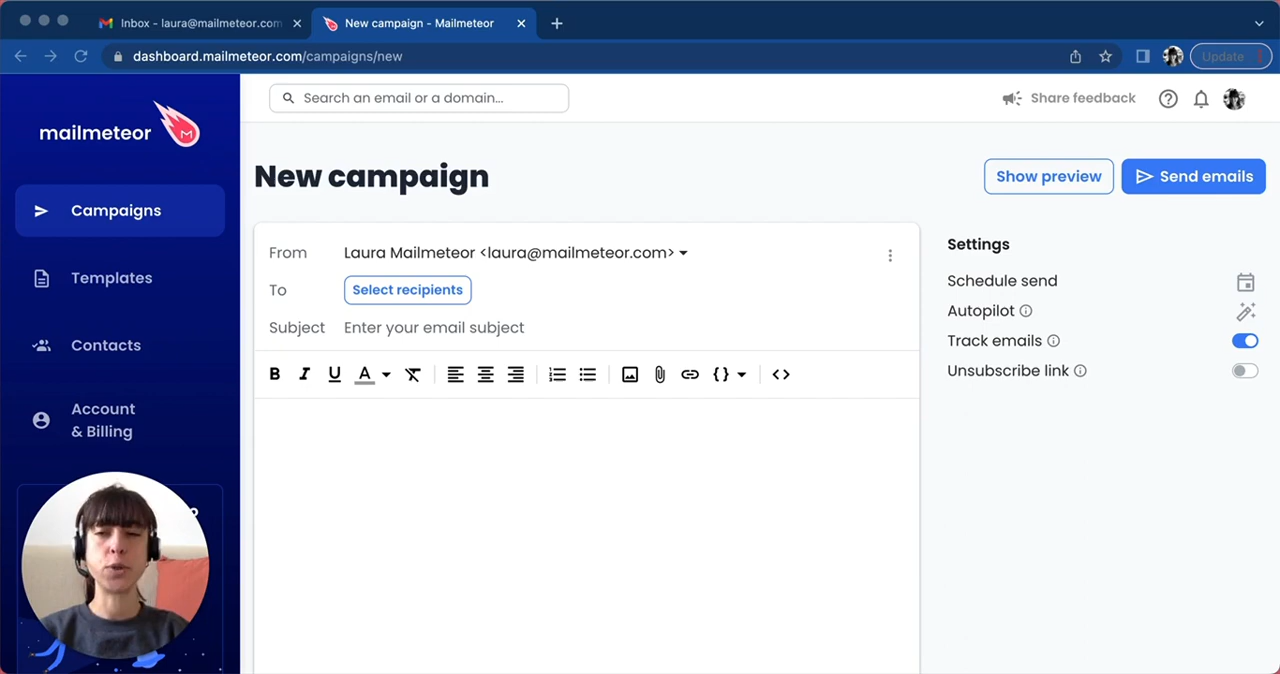 Inbox - laura@mailmeteor.com
New campaign - Mailmeteor
dashboard.mailmeteor.com/campaigns/new
Update
mailmeteor
M
Search an email or a domain...
Share feedback
New campaign
Show preview
Send emails
Campaigns
Templates
Contacts
Account
& Billing
From Laura Mailmeteor <laura@mailmeteor.com>
To Select recipients
Subject Enter your email subject
B I U A
Settings
Schedule send
Autopilot
Track emails
Unsubscribe link